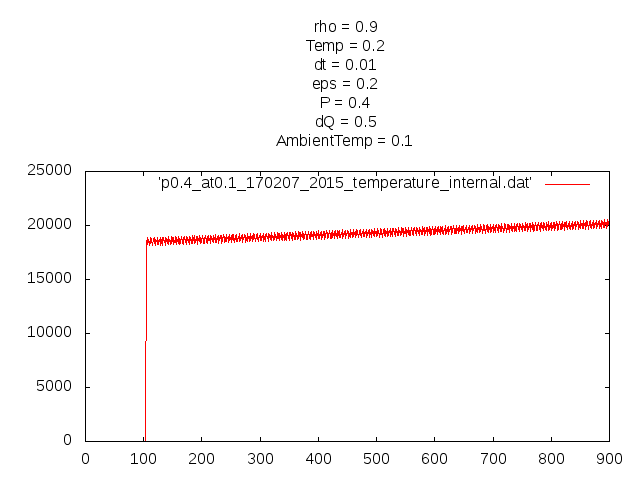 rho = 0.9
Temp = 0.2
dt = 0.01
eps = 0.2
P = 0.4
dQ = 0.5
AmbientTemp = 0.1
25000
'p0.4_at0.1_170207_2015_temperature_internal.dat'
20000
15000
10000
5000
0
0 100 200 300 400 500 600 700 800 900